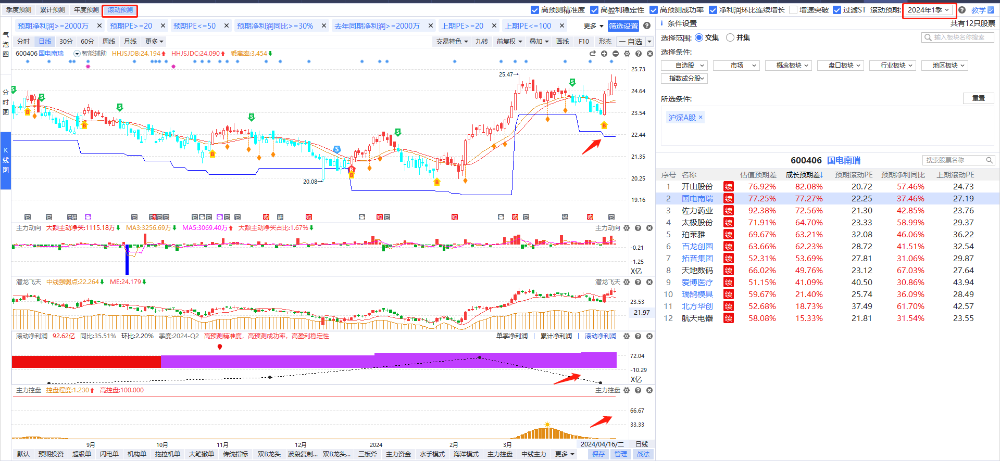 季度预测 累计预测 年度预测 滚动预测 高预测精准度 高盈利稳定性 高预测成功率 净利润环比连续增长 增速突破 过滤ST 滚动预期: 2024年1季 教学
预期净利润>=2000万 × 预期PE>=20 × 预期PE<=50 × 预期净利润同比>=30% × 去年同期净利润>=2000万 × 上期PE>=20 × 上期PE<=100 × 更多 筛选设置
分时 日线 30分 60分 周线 月线 更多 交易特色 九转 前复权 叠加 画线 F10 形态 一 自选
600406 国电南瑞 智能辅助 HHJSJDB:24.194 HHJSJDC:24.090 乖离率:3.454
气泡图
分时图
K线图
25.73
24.64
23.54
22.44
21.35
20.25
19.16
25.47
20.08
主力动向 大额主动净买:1115.18万 MA3:3256.69万 MA5:3069.40万 大额主动净买占比:1.67% 主力动向
-0.21
-1.25
X亿
潜龙飞天 中线强弱点:22.264 ME:24.179 潜龙飞天
23.53
21.97
滚动净利润 92.62亿 同比:35.51% 环比:2.20% 季度:2024-Q2 高预测精准度, 高预测成功率, 高盈利稳定性 单季净利润 | 累计净利润 | 滚动净利润
72.04
-10.29
X亿
主力控盘 控盘程度:1.230 高控盘:100.000 主力控盘
66.67
33.33
9月 10月 11月 12月 2024 2月 3月 2024/04/16/二 日线
默认 预期投资 超级单 闪电单 机构单 拖拉机单 大笔撤单 传统指标 双B龙头 波段复制... 双B龙头... 三板斧 主力资金 水手模式 海洋模式 主力控盘 中线主力 更多 保存 管理 战法
条件设置 共有12只股票
选择范围: 交集 并集 输入板块名称搜索
选择条件:
自选股 市场 概念板块 盘口板块 行业板块 地区板块
指数成分股
所选条件: 重置
沪深A股 ×
600406 国电南瑞 搜索股票名称
序号 名称 估值预期差 成长预期差↓ 预期滚动PE 预期净利同比 上期滚动PE
1 开山股份 续 76.92% 82.08% 20.72 57.46% 24.73
2 国电南瑞 续 77.25% 77.27% 22.25 37.46% 27.19
3 佐力药业 续 92.38% 72.56% 21.30 42.85% 23.76
4 太极股份 续 71.91% 64.70% 23.33 58.99% 29.37
5 珀莱雅 续 69.67% 63.21% 32.08 46.06% 36.22
6 百龙创园 续 63.66% 62.23% 28.72 41.51% 32.54
7 拓普集团 续 52.31% 53.69% 27.81 31.06% 29.87
8 天地数码 续 66.02% 49.76% 23.12 67.03% 27.64
9 爱博医疗 续 51.15% 41.09% 40.50 30.86% 43.94
10 瑞鹄模具 续 59.67% 21.40% 25.74 36.09% 28.49
11 北方华创 续 52.68% 18.73% 37.49 61.70% 42.57
12 航天电器 续 58.08% 15.33% 21.81 31.54% 23.55